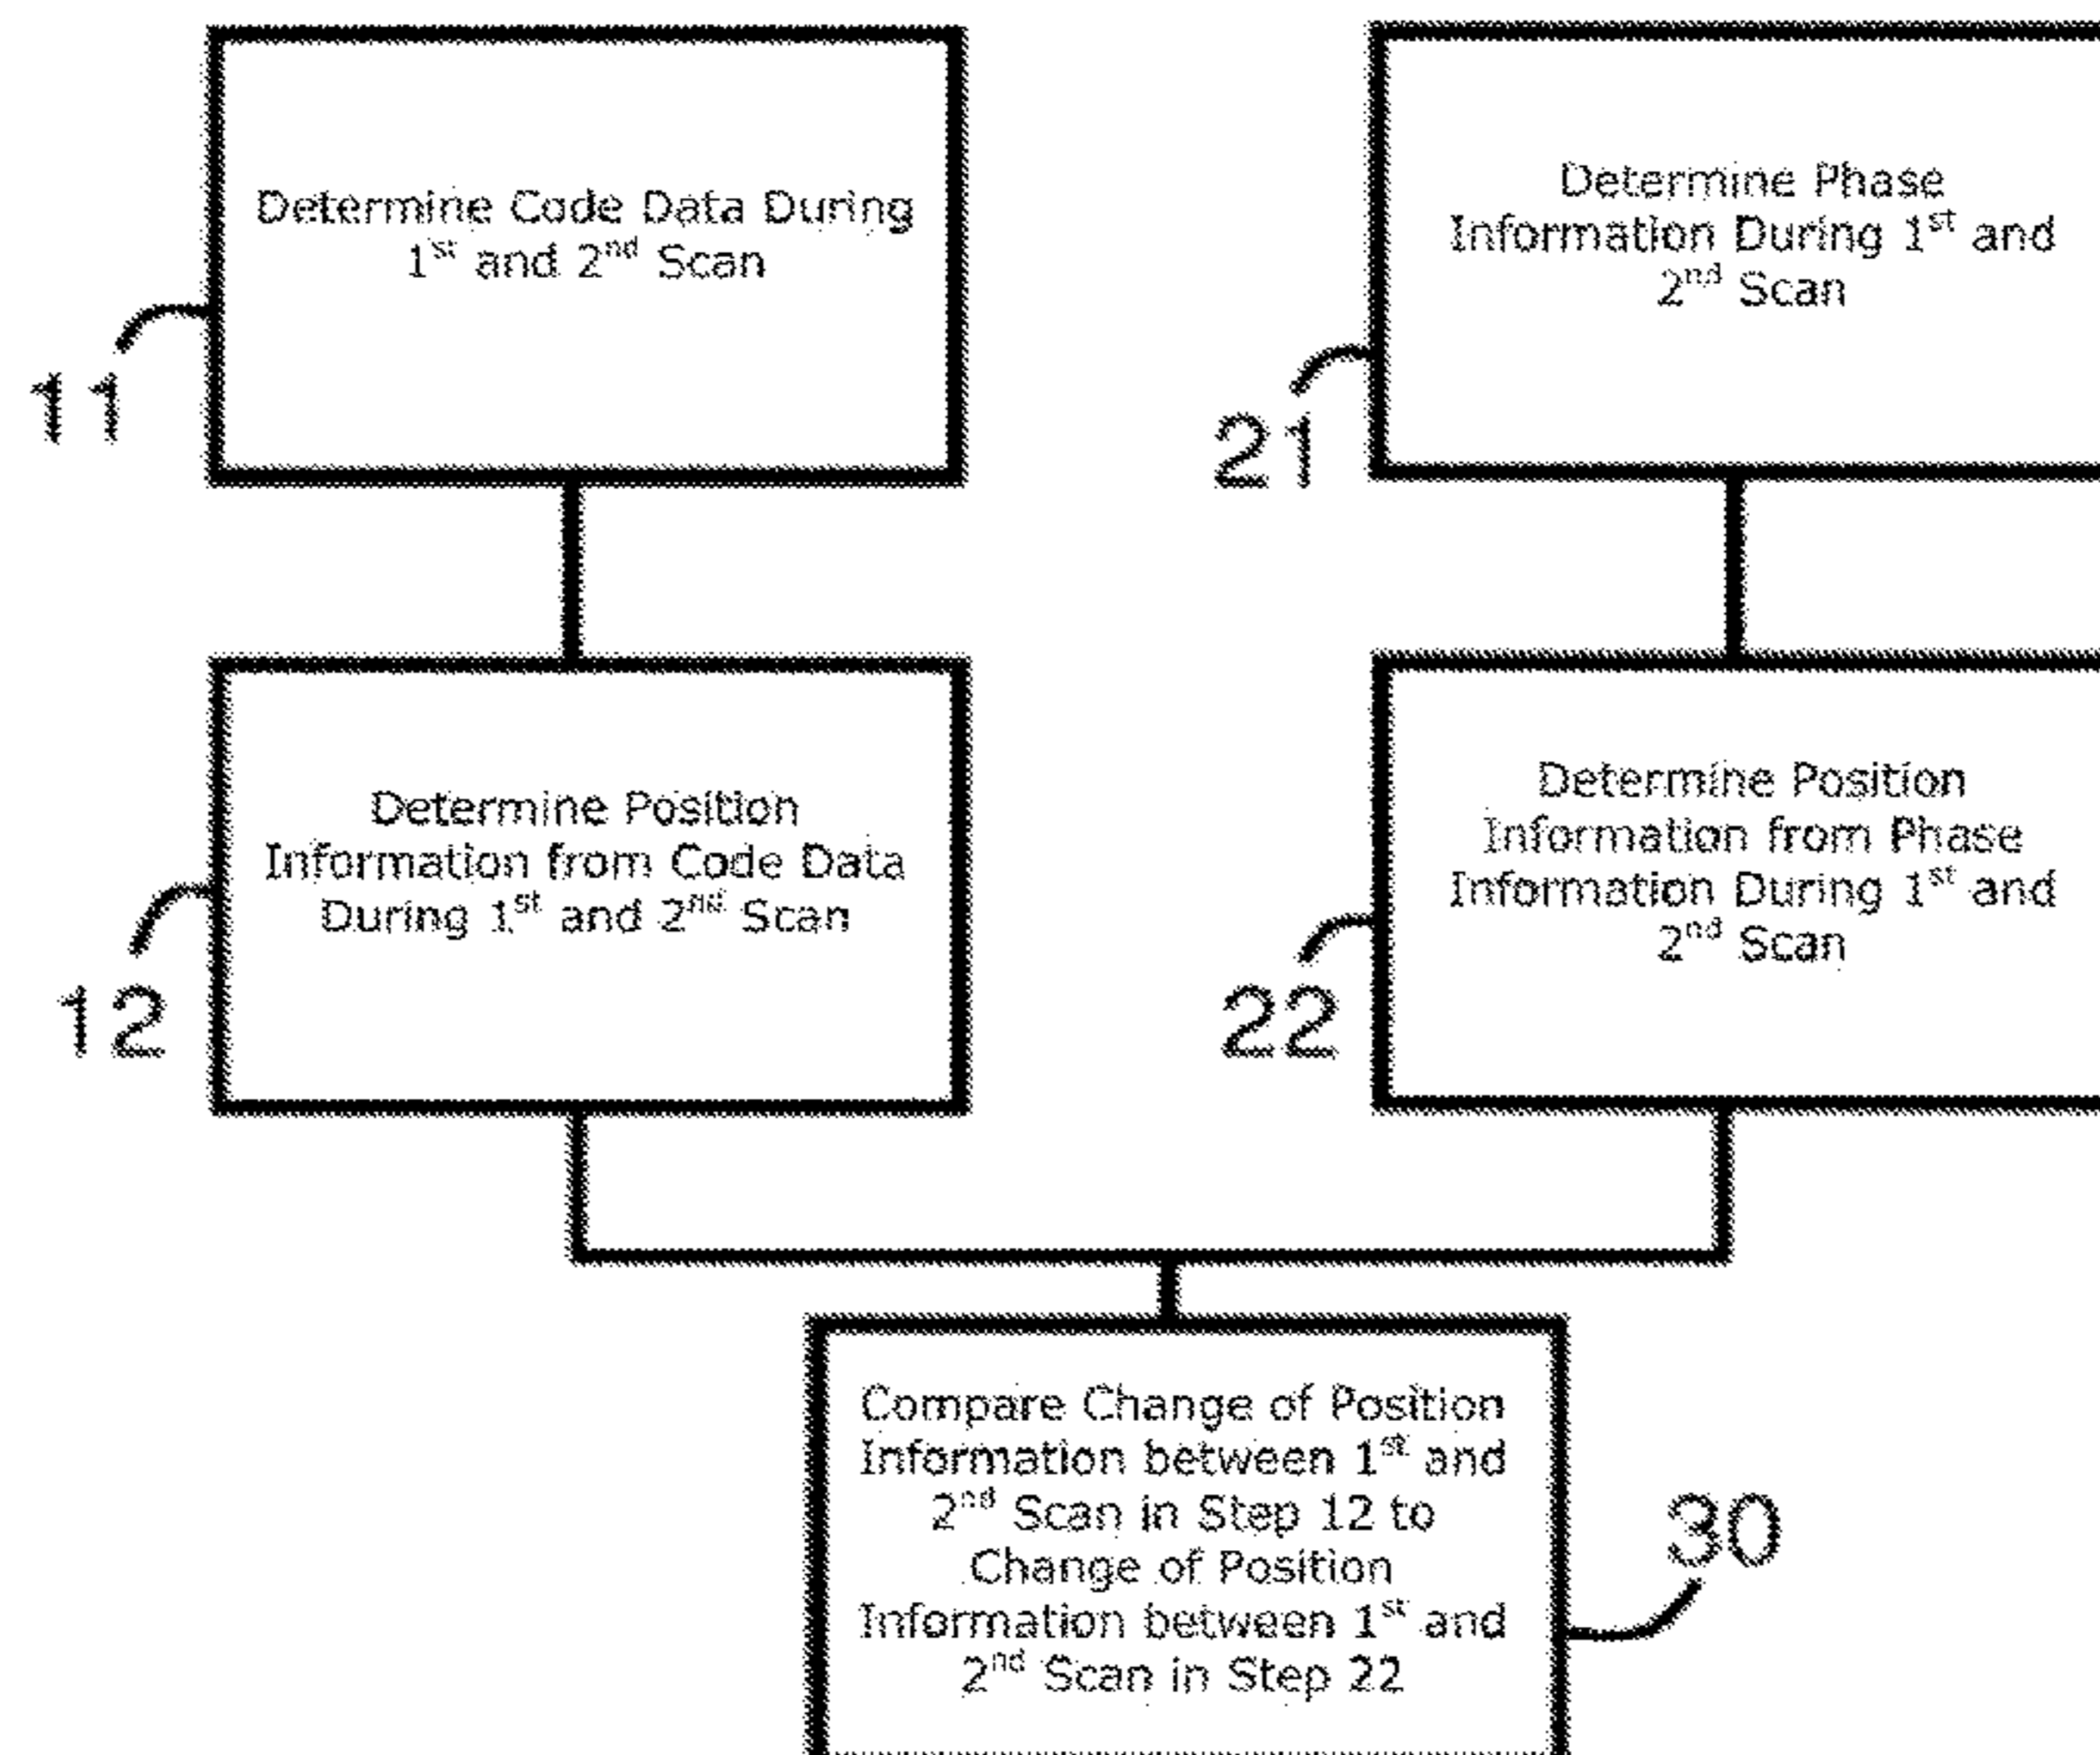 Determine Code Data During
1st and 2nd Scan
11
Determine Phase
Information During 1st and
2nd Scan
21
Determine Position
Information from Code Data
During 1st and 2nd Scan
12
Determine Position
Information from Phase
Information During 1st and
2nd Scan
22
Compare Change of Position
Information between 1st and
2nd Scan in Step 12 to
Change of Position
Information between 1st and
2nd Scan in Step 22
30